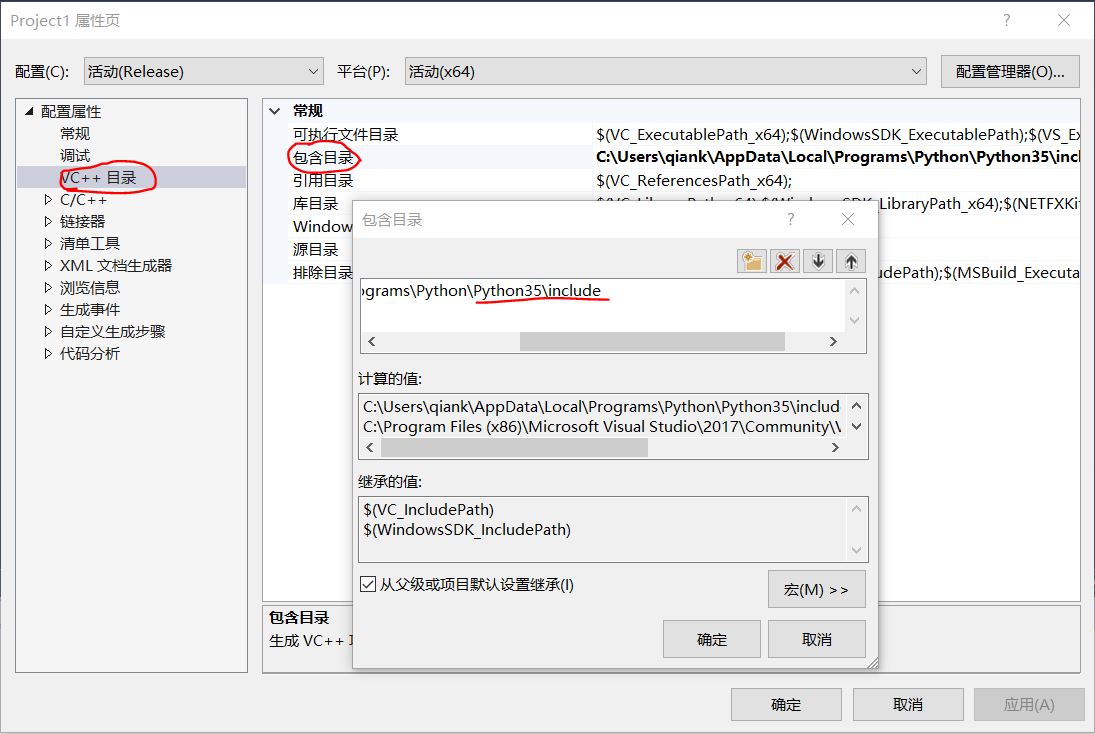 Project1 属性页
配置(C): 活动(Release) 平台(P): 活动(x64) 配置管理器(O)...
配置属性
常规
调试
VC++ 目录
C/C++
链接器
清单工具
XML 文档生成器
浏览信息
生成事件
自定义生成步骤
代码分析
常规
可执行文件目录 $(VC_ExecutablePath_x64);$(WindowsSDK_ExecutablePath);$(VS_Ex
包含目录 C:\Users\qiank\AppData\Local\Programs\Python\Python35\incl
引用目录 $(VC_ReferencesPath_x64);
库目录 _LibraryPath_x64);$(NETFXKi
Window
源目录
排除目录 udePath);$(MSBuild_Executa
包含目录
ograms\Python\Python35\include
计算的值:
C:\Users\qiank\AppData\Local\Programs\Python\Python35\includ
C:\Program Files (x86)\Microsoft Visual Studio\2017\Community\V
继承的值:
$(VC_IncludePath)
$(WindowsSDK_IncludePath)
从父级或项目默认设置继承(I)
宏(M) >>
确定 取消
包含目录
生成 VC++
确定 取消 应用(A)